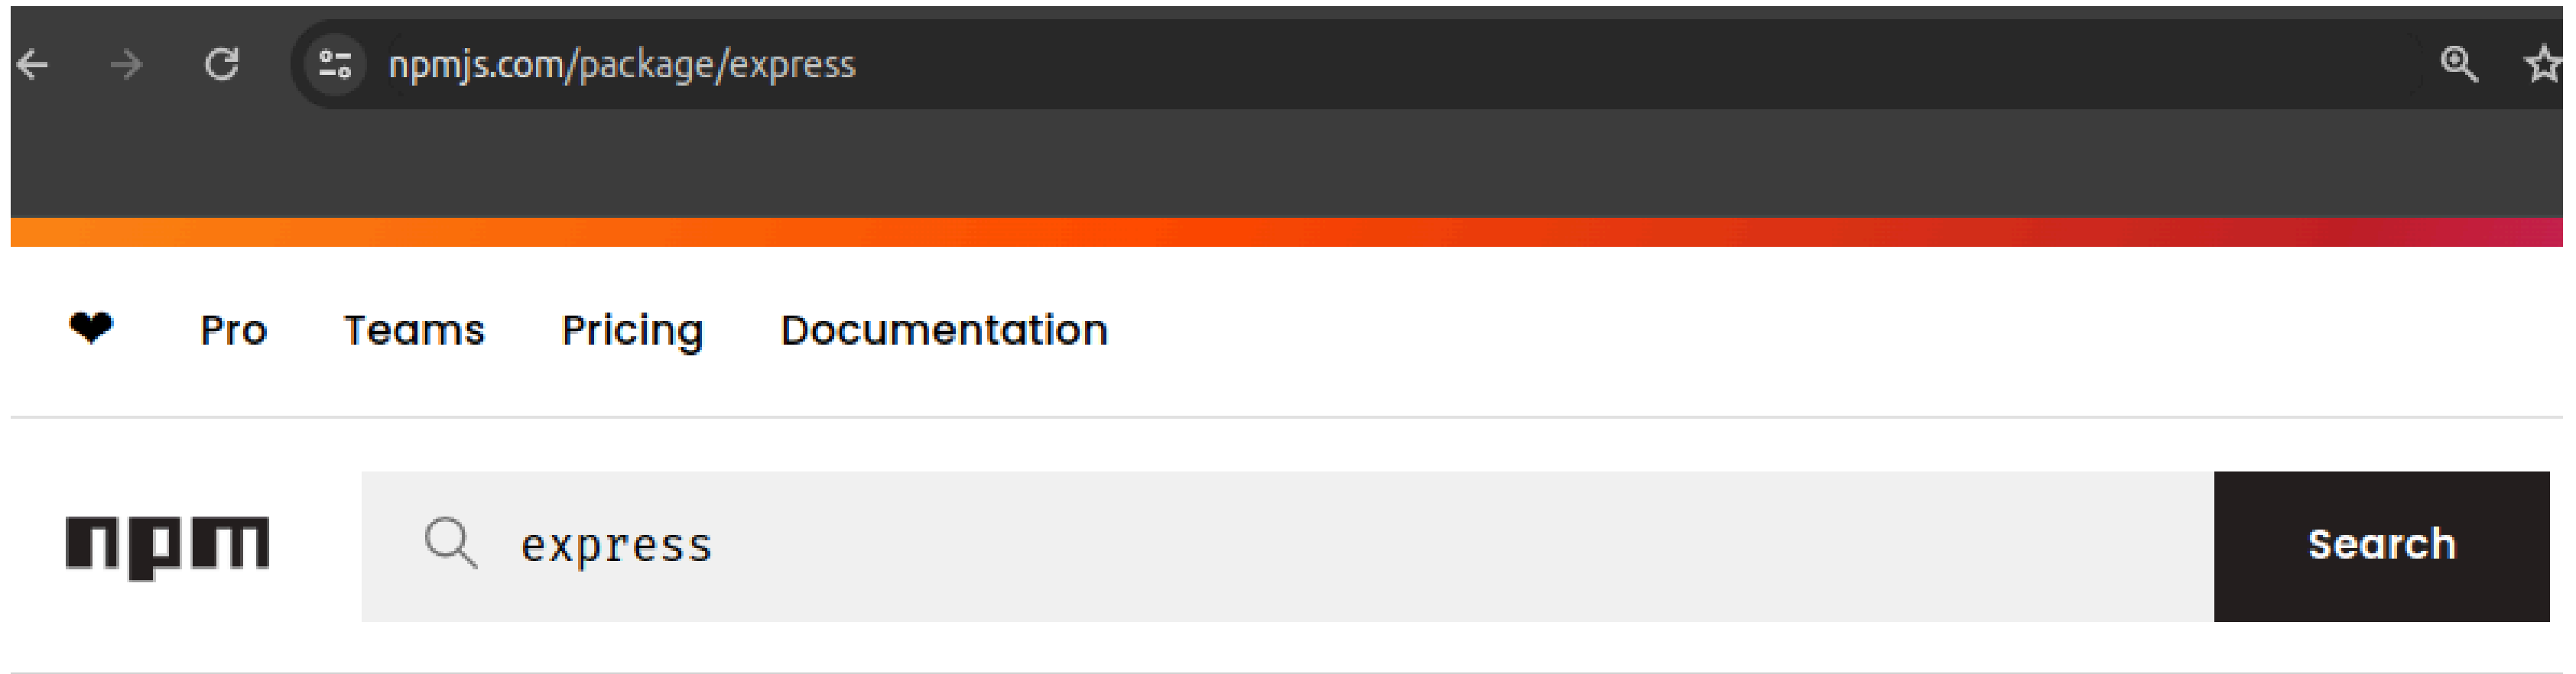 npmjs.com/package/express
❤ Pro Teams Pricing Documentation
npm express Search